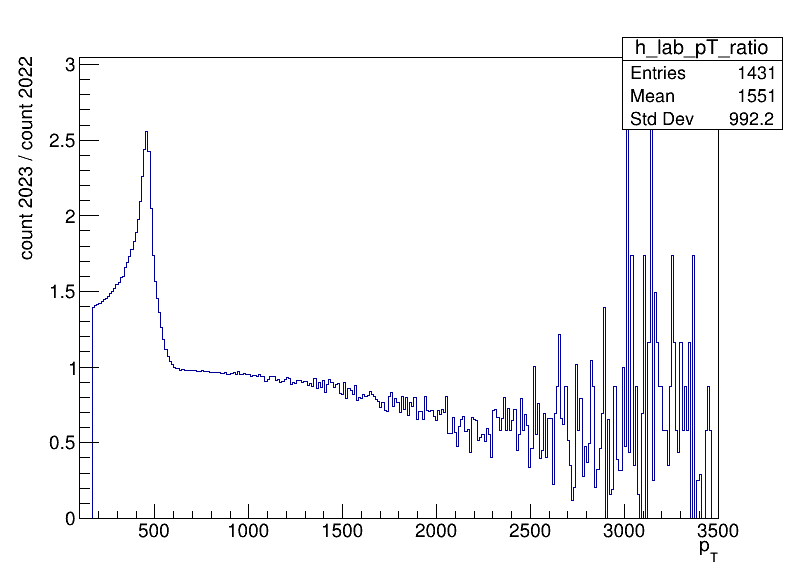 h_lab_pT_ratio
Entries 1431
Mean 1551
Std Dev 992.2
count 2023 / count 2022
3
2.5
2
1.5
1
0.5
0
500 1000 1500 2000 2500 3000 3500
p_T